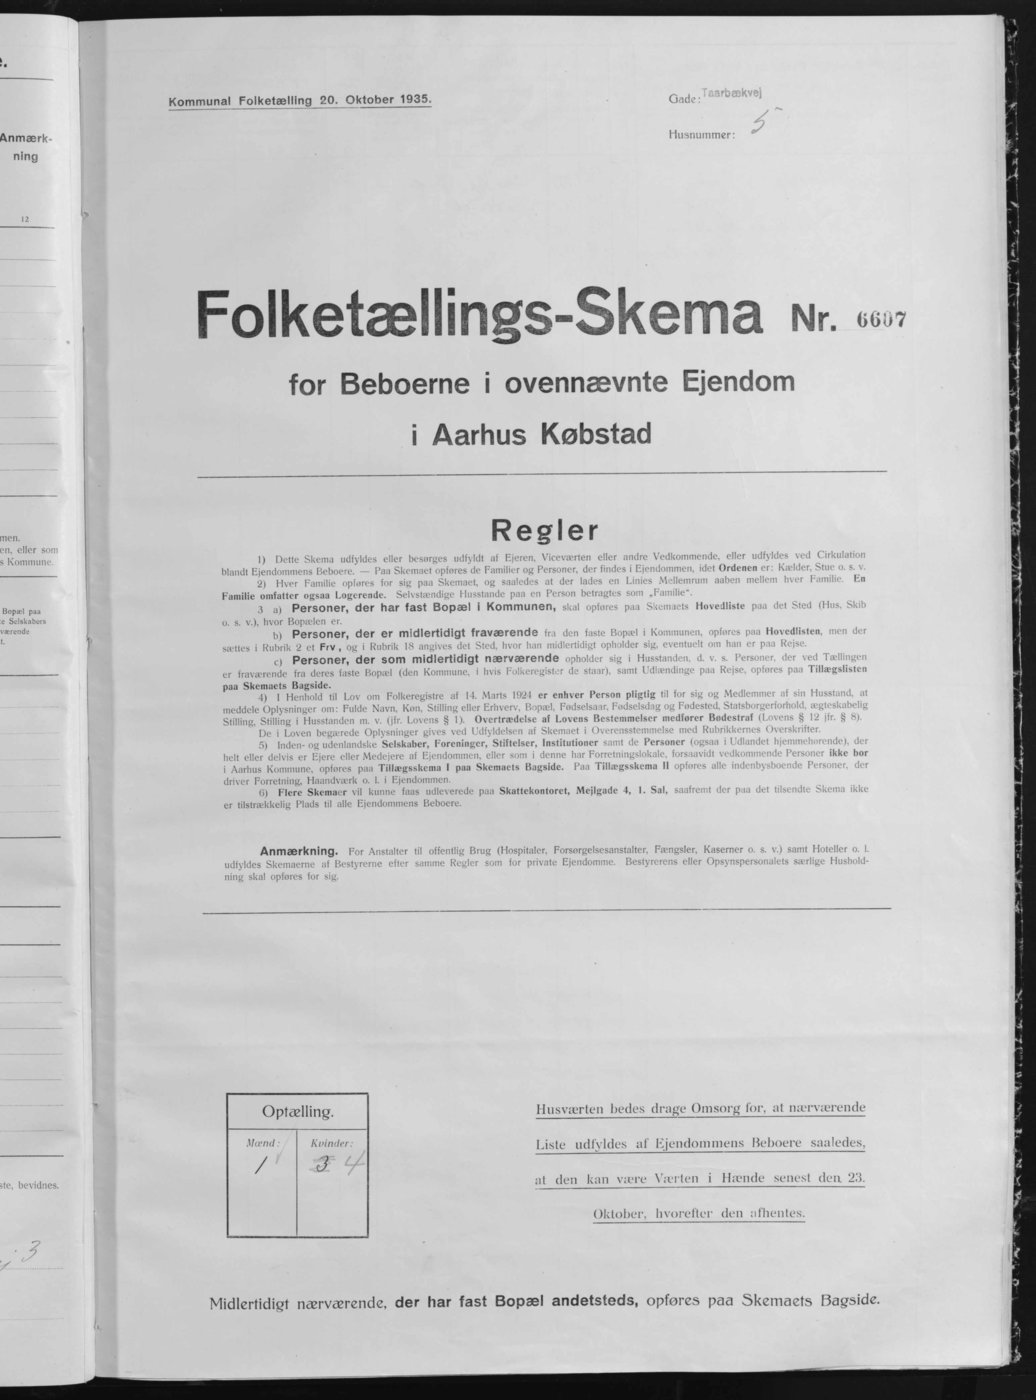 e.
Anmærk-
ning
12
men.
en, eller som
s Kommune.
Bopæl paa
te Selskabers
værende
t.
ste, bevidnes.
3
Kommunal Folketælling 20. Oktober 1935.
Gade: Taarbækvej
Husnummer: 5
Folketællings-Skema Nr. 6607
for Beboerne i ovennævnte Ejendom
i Aarhus Købstad
Regler
1) Dette Skema udfyldes eller besørges udfyldt af Ejeren, Viceværten eller andre Vedkommende, eller udfyldes ved Cirkulation
blandt Ejendommens Beboere. — Paa Skemaet opføres de Familier og Personer, der findes i Ejendommen, idet Ordenen er: Kælder, Stue o. s. v.
2) Hver Familie opføres for sig paa Skemaet, og saaledes at der lades en Linies Mellemrum aaben mellem hver Familie. En
Familie omfatter ogsaa Logerende. Selvstændige Husstande paa en Person betragtes som „Familie“.
3 a) Personer, der har fast Bopæl i Kommunen, skal opføres paa Skemaets Hovedliste paa det Sted (Hus, Skib
o. s. v.), hvor Bopælen er.
b) Personer, der er midlertidigt fraværende fra den faste Bopæl i Kommunen, opføres paa Hovedlisten, men der
sættes i Rubrik 2 et Frv, og i Rubrik 18 angives det Sted, hvor han midlertidigt opholder sig, eventuelt om han er paa Rejse.
c) Personer, der som midlertidigt nærværende opholder sig i Husstanden, d. v. s. Personer, der ved Tællingen
er fraværende fra deres faste Bopæl (den Kommune, i hvis Folkeregister de staar), samt Udlændinge paa Rejse, opføres paa Tillægslisten
paa Skemaets Bagside.
4) I Henhold til Lov om Folkeregistre af 14. Marts 1924 er enhver Person pligtig til for sig og Medlemmer af sin Husstand, at
meddele Oplysninger om: Fulde Navn, Køn, Stilling eller Erhverv, Bopæl, Fødselsaar, Fødselsdag og Fødested, Statsborgerforhold, ægteskabelig
Stilling, Stilling i Husstanden m. v. (jfr. Lovens § 1). Overtrædelse af Lovens Bestemmelser medfører Bødestraf (Lovens § 12 jfr. § 8).
De i Loven begærede Oplysninger gives ved Udfyldelsen af Skemaet i Overensstemmelse med Rubrikkernes Overskrifter.
5) Inden- og udenlandske Selskaber, Foreninger, Stiftelser, Institutioner samt de Personer (ogsaa i Udlandet hjemmehørende), der
helt eller delvis er Ejere eller Medejere af Ejendommen, eller som i denne har Forretningslokale, forsaavidt vedkommende Personer ikke bor
i Aarhus Kommune, opføres paa Tillægsskema I paa Skemaets Bagside. Paa Tillægsskema II opføres alle indenbysboende Personer, der
driver Forretning, Haandværk o. l. i Ejendommen.
6) Flere Skemaer vil kunne faas udleverede paa Skattekontoret, Mejlgade 4, 1. Sal, saafremt der paa det tilsendte Skema ikke
er tilstrækkelig Plads til alle Ejendommens Beboere.
Anmærkning. For Anstalter til offentlig Brug (Hospitaler, Forsørgelsesanstalter, Fængsler, Kaserner o. s. v.) samt Hoteller o. l.
udfyldes Skemaerne af Bestyrerne efter samme Regler som for private Ejendomme. Bestyrerens eller Opsynspersonalets særlige Hushold-
ning skal opføres for sig.
Optælling.
Mænd: Kvinder:
1 3 4
Husværten bedes drage Omsorg for, at nærværende
Liste udfyldes af Ejendommens Beboere saaledes,
at den kan være Værten i Hænde senest den 23.
Oktober, hvorefter den afhentes.
Midlertidigt nærværende, der har fast Bopæl andetsteds, opføres paa Skemaets Bagside.